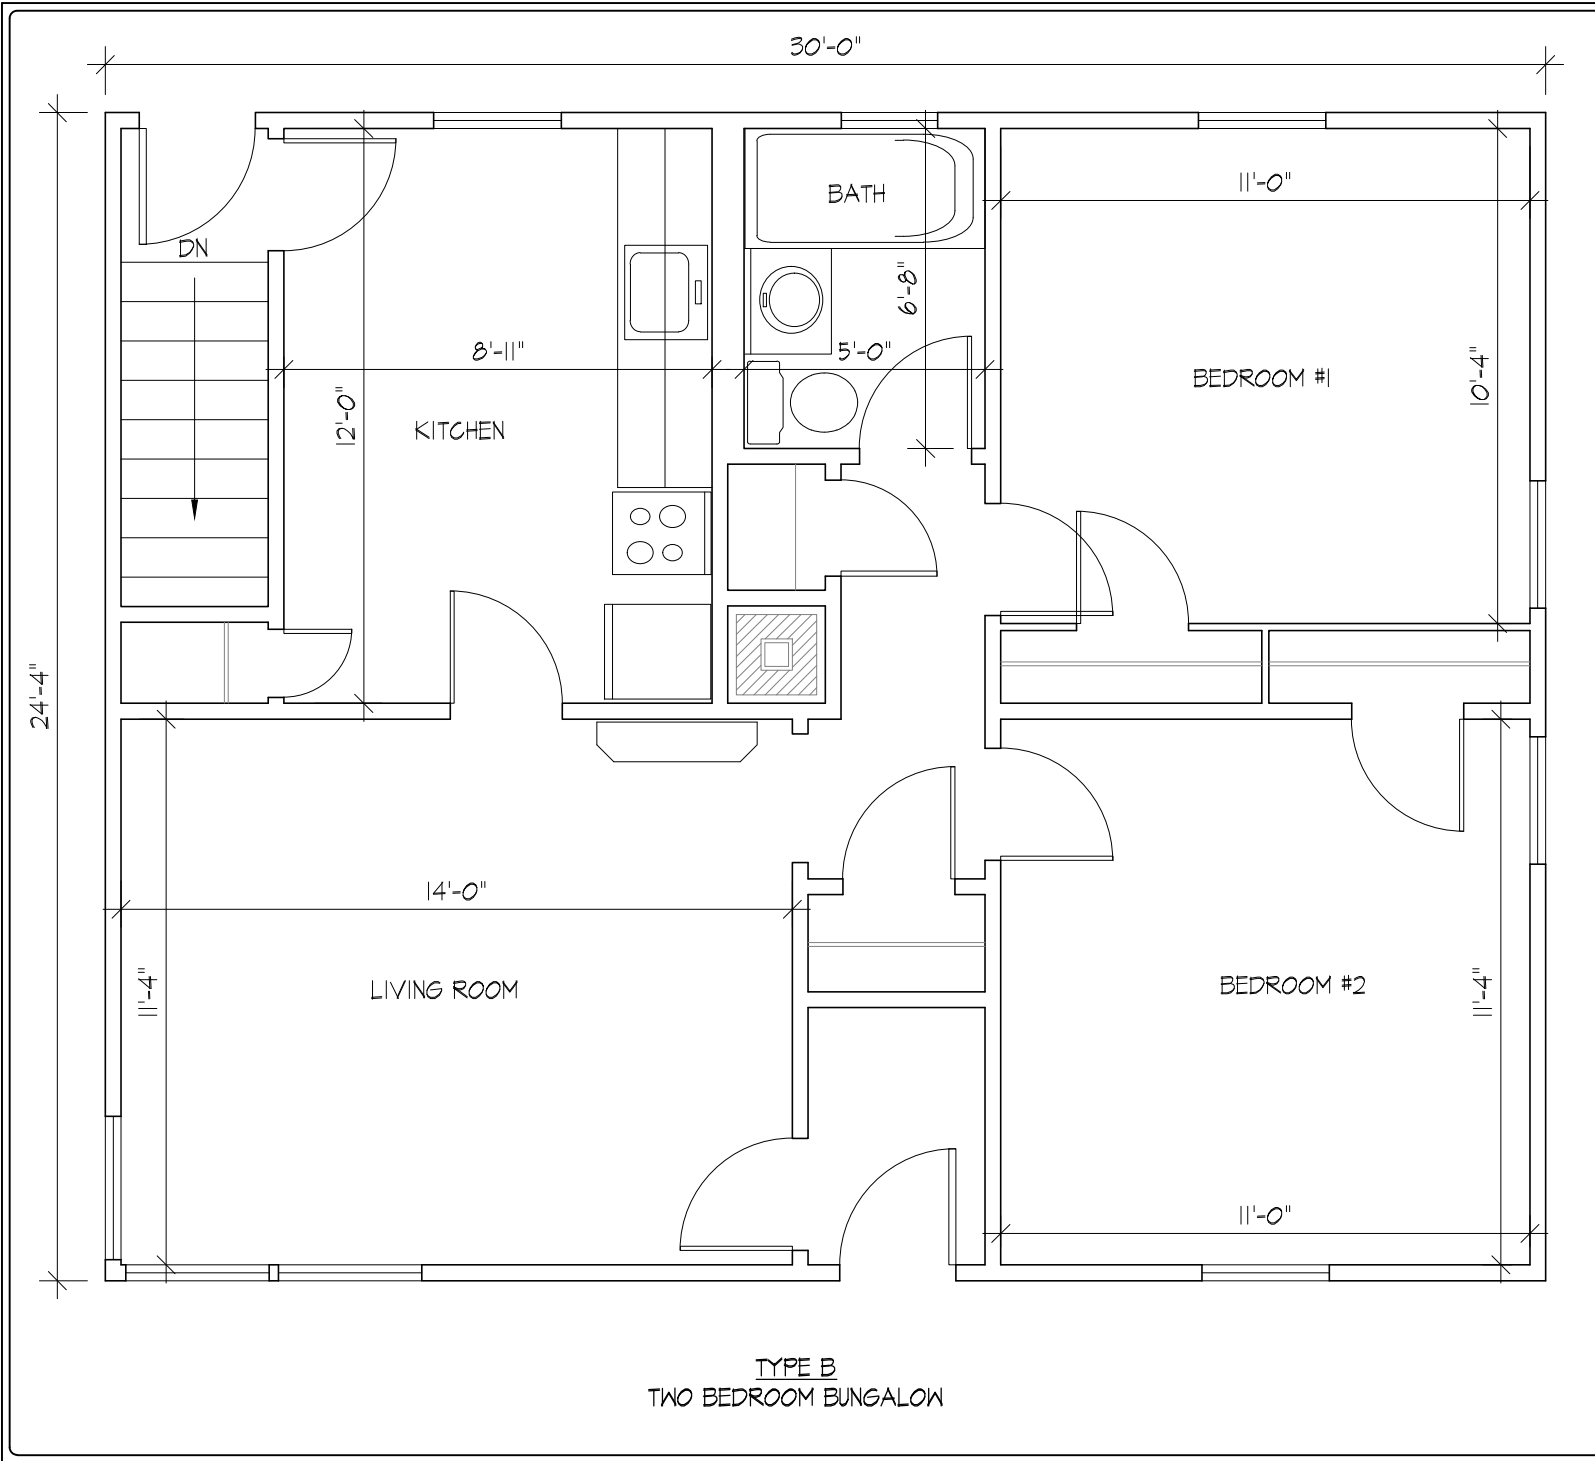 30'-0"
BATH
11'-0"
DN
6'-8"
8'-11"
5'-0"
BEDROOM #1
10'-4"
12'-0"
KITCHEN
24'-4"
14'-0"
LIVING ROOM
11'-4"
BEDROOM #2
11'-4"
11'-0"
TYPE B
TWO BEDROOM BUNGALOW